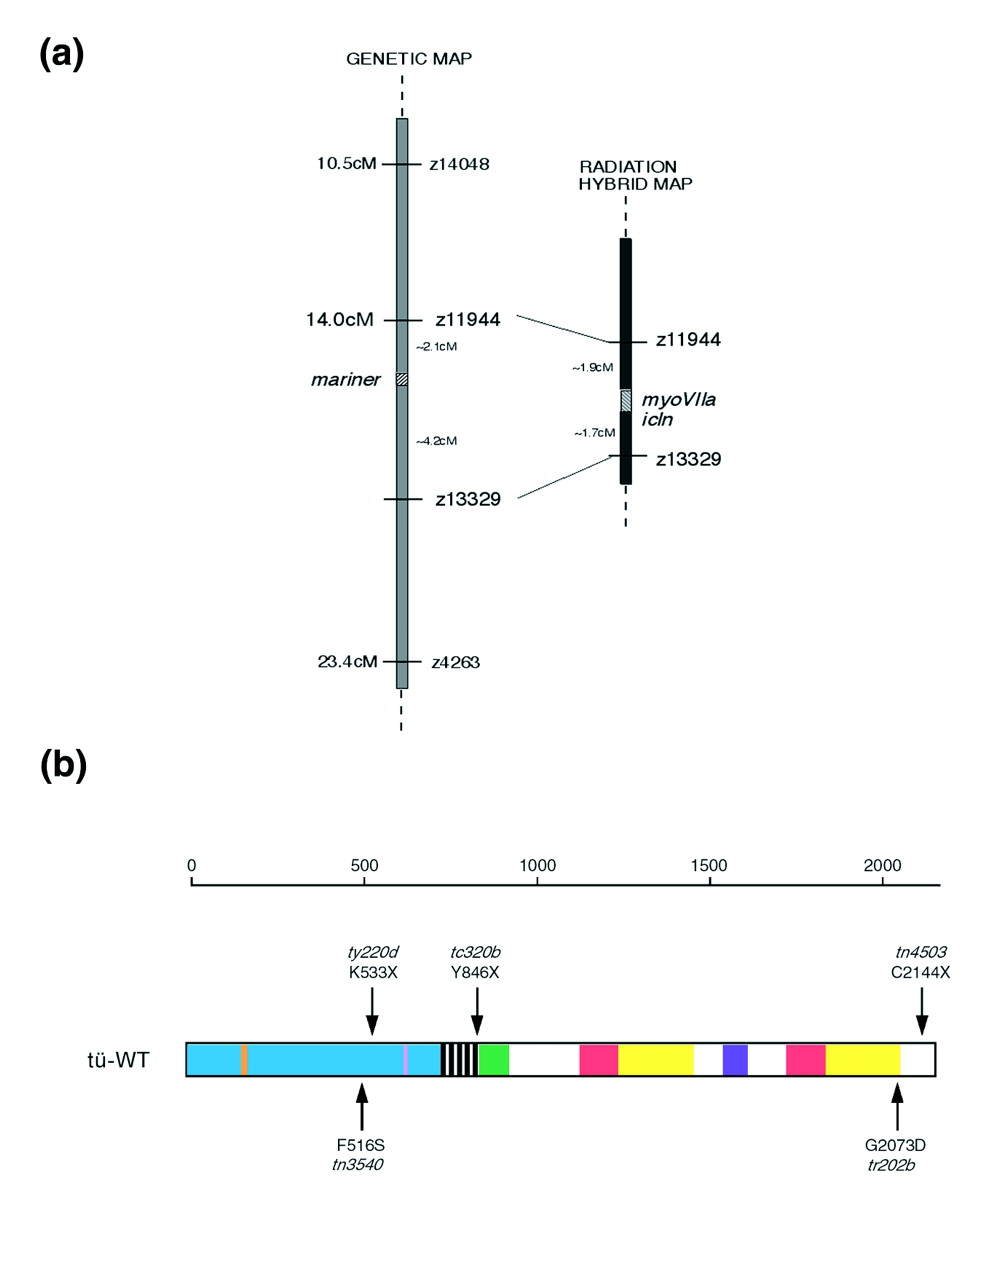 (a)
GENETIC MAP
10.5cM
z14048
RADIATION
HYBRID MAP
14.0cM
z11944
z11944
~2.1cM
~1.9cM
mariner
myoVIIa
icln
~4.2cM
~1.7cM
z13329
z13329
23.4cM
z4263
(b)
0 500 1000 1500 2000
ty220d
K533X
tc320b
Y846X
tn4503
C2144X
tü-WT
F516S
tn3540
G2073D
tr202b